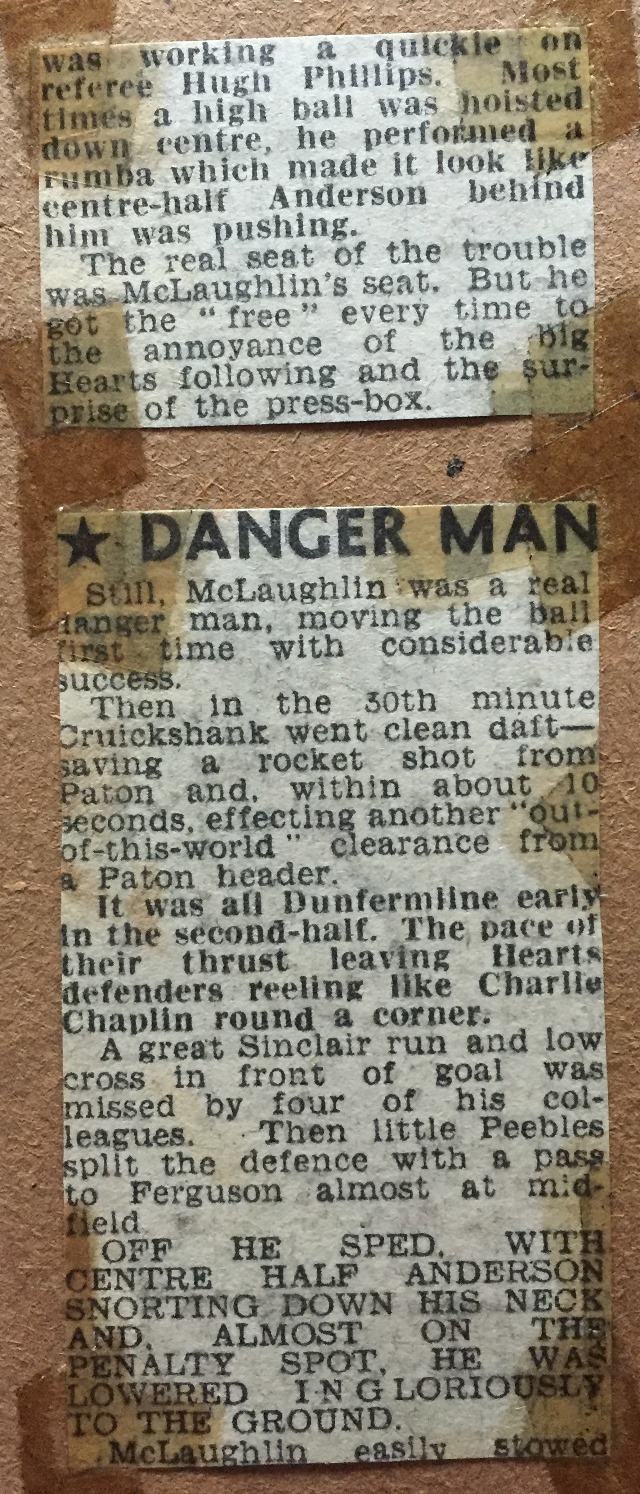 was working a quickie on
referee Hugh Phillips. Most
times a high ball was hoisted
down centre, he performed a
rumba which made it look like
centre-half Anderson behind
him was pushing.
The real seat of the trouble
was McLaughlin's seat. But he
got the "free" every time to
the annoyance of the big
Hearts following and the sur-
prise of the press-box.
★ DANGER MAN
Still, McLaughlin was a real
danger man, moving the ball
first time with considerable
success.
Then in the 30th minute
Cruickshank went clean daft—
saving a rocket shot from
Paton and, within about 10
seconds, effecting another "out-
of-this-world" clearance from
a Paton header.
It was all Dunfermline early
in the second-half. The pace of
their thrust leaving Hearts
defenders reeling like Charlie
Chaplin round a corner.
A great Sinclair run and low
cross in front of goal was
missed by four of his col-
leagues. Then little Peebles
split the defence with a pass
to Ferguson almost at mid-
field
OFF HE SPED, WITH
CENTRE HALF ANDERSON
SNORTING DOWN HIS NECK
AND, ALMOST ON THE
PENALTY SPOT, HE WAS
LOWERED INGLORIOUSLY
TO THE GROUND.
McLaughlin easily stowed